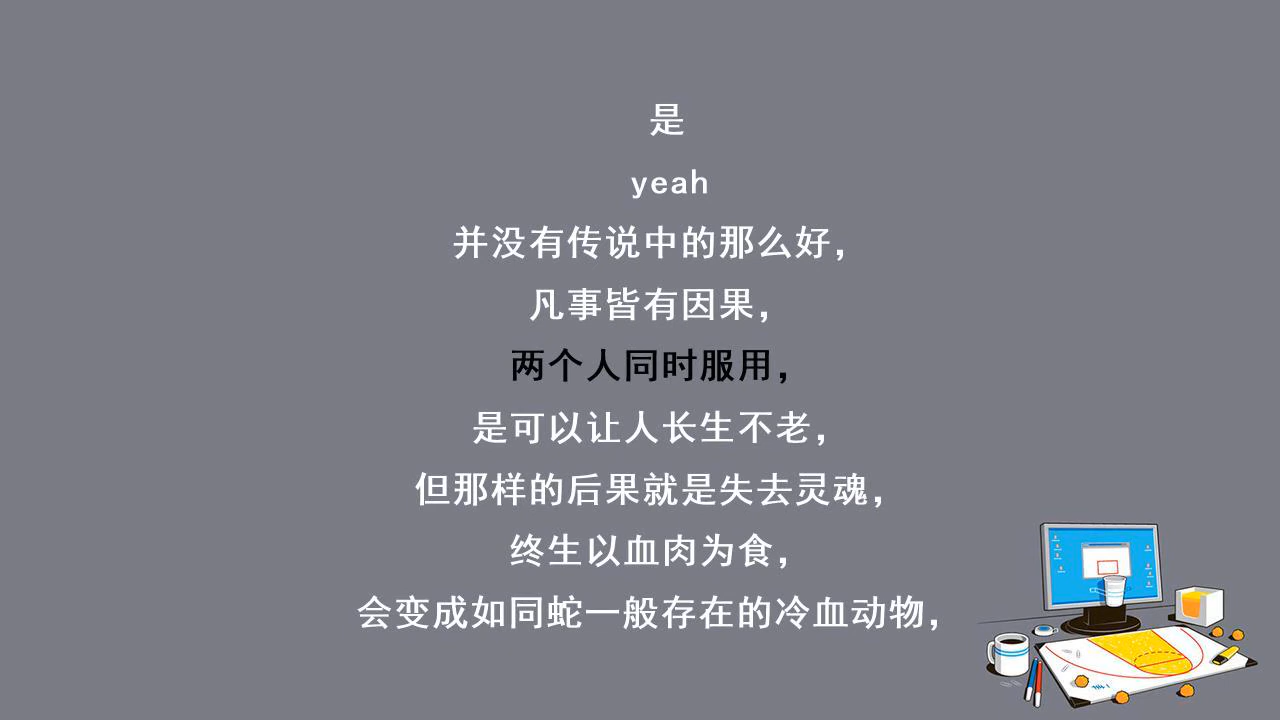 是
yeah
并没有传说中的那么好，
凡事皆有因果，
两个人同时服用，
是可以让人长生不老，
但那样的后果就是失去灵魂，
终生以血肉为食，
会变成如同蛇一般存在的冷血动物，